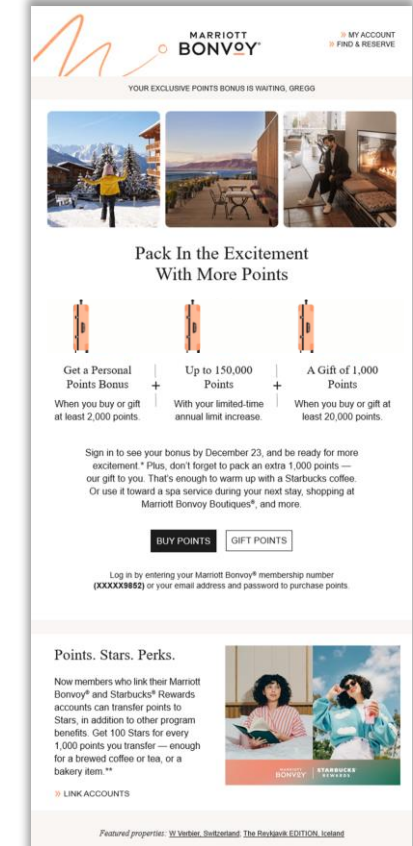 MARRIOTT
BONVOY®
» MY ACCOUNT
» FIND & RESERVE
YOUR EXCLUSIVE POINTS BONUS IS WAITING, GREGG
Pack In the Excitement
With More Points
Get a Personal
Points Bonus
When you buy or gift
at least 2,000 points.
+
Up to 150,000
Points
With your limited-time
annual limit increase.
+
A Gift of 1,000
Points
When you buy or gift at
least 20,000 points.
Sign in to see your bonus by December 23, and be ready for more
excitement.* Plus, don't forget to pack an extra 1,000 points —
our gift to you. That's enough to warm up with a Starbucks coffee.
Or use it toward a spa service during your next stay, shopping at
Marriott Bonvoy Boutiques®, and more.
BUY POINTS
GIFT POINTS
Log in by entering your Marriott Bonvoy® membership number
(XXXXX9852) or your email address and password to purchase points.
Points. Stars. Perks.
Now members who link their Marriott
Bonvoy® and Starbucks® Rewards
accounts can transfer points to
Stars, in addition to other program
benefits. Get 100 Stars for every
1,000 points you transfer — enough
for a brewed coffee or tea, or a
bakery item.**
» LINK ACCOUNTS
MARRIOTT
BONVOY
STARBUCKS®
REWARDS
Featured properties: W Verbier, Switzerland; The Reykjavik EDITION, Iceland